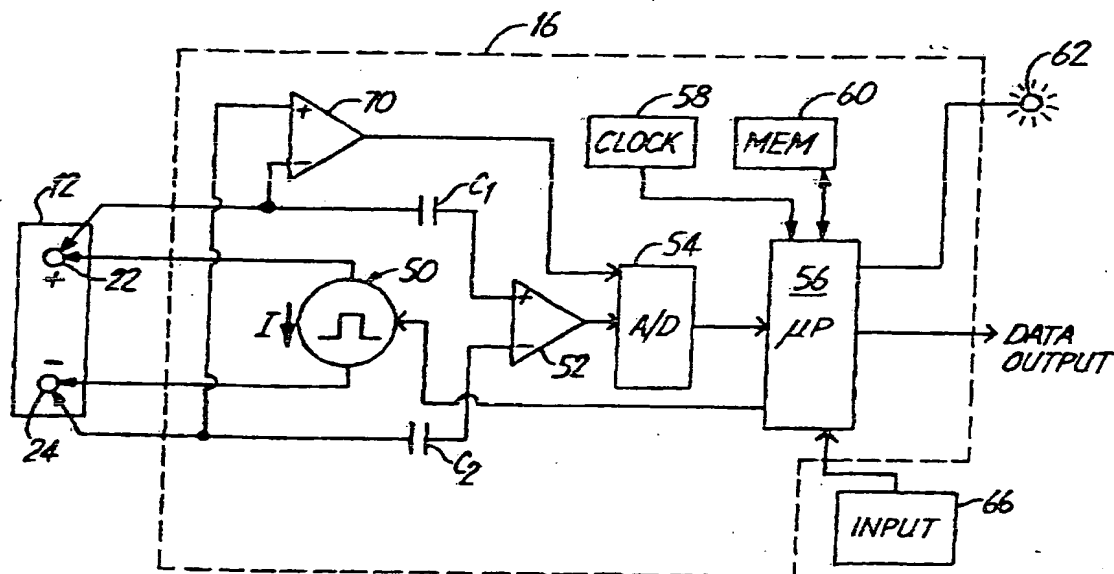 16
62
70
58
60
CLOCK
MEM
12
C1
54
22
+
50
+
-
+
-
I
A/D
56
μP
DATA
OUTPUT
52
-
24
C2
INPUT
66